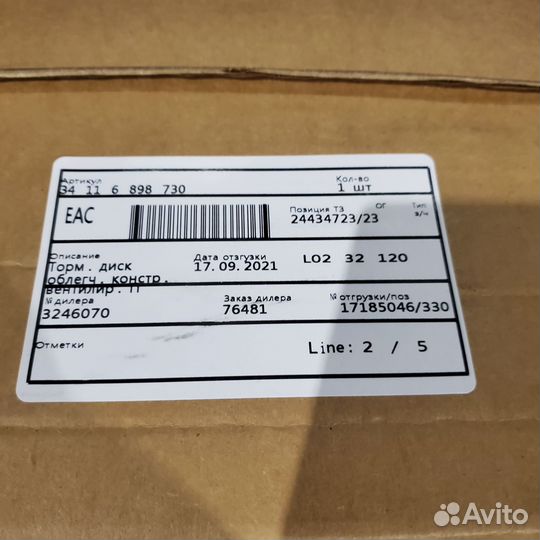 Артикул Кол-во
34 11 6 898 730 1 шт
EAC Позиция ТЗ ОГ Тип з/ч
24434723/23
Описание Дата отгрузки L02 32 120
Торм. диск 17.09.2021
облегч. констр.
вентилир. П
№ дилера Заказ дилера № отгрузки/поз
3246070 76481 17185046/330
Отметки Line: 2 / 5
Avito